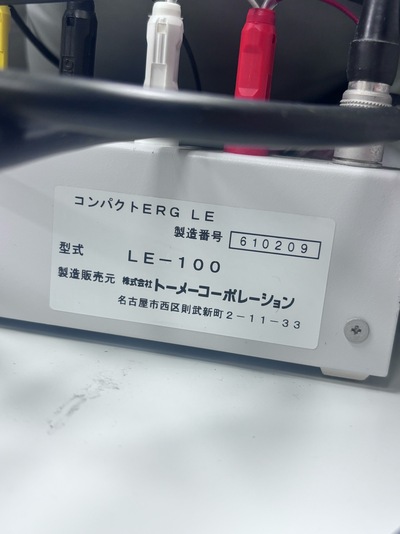 コンパクトERG LE
製造番号 610209
型式 LE-100
製造販売元 株式会社トーメーコーポレーション
名古屋市西区則武新町2-11-33